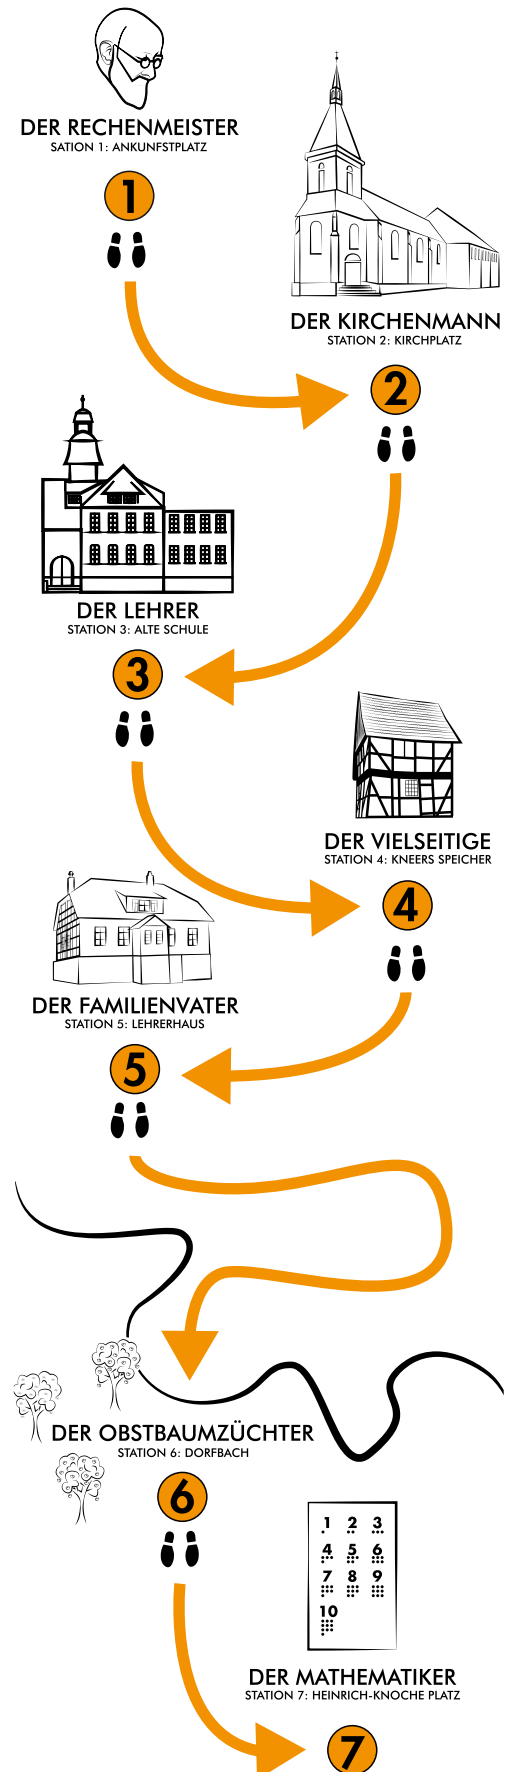 DER RECHENMEISTER
SATION 1: ANKUNFSTPLATZ
1
DER KIRCHENMANN
STATION 2: KIRCHPLATZ
2
DER LEHRER
STATION 3: ALTE SCHULE
3
DER VIELSEITIGE
STATION 4: KNEERS SPEICHER
4
DER FAMILIENVATER
STATION 5: LEHRERHAUS
5
DER OBSTBAUMZÜCHTER
STATION 6: DORFBACH
6
1 2 3
4 5 6
7 8 9
10
DER MATHEMATIKER
STATION 7: HEINRICH-KNOCHE PLATZ
7